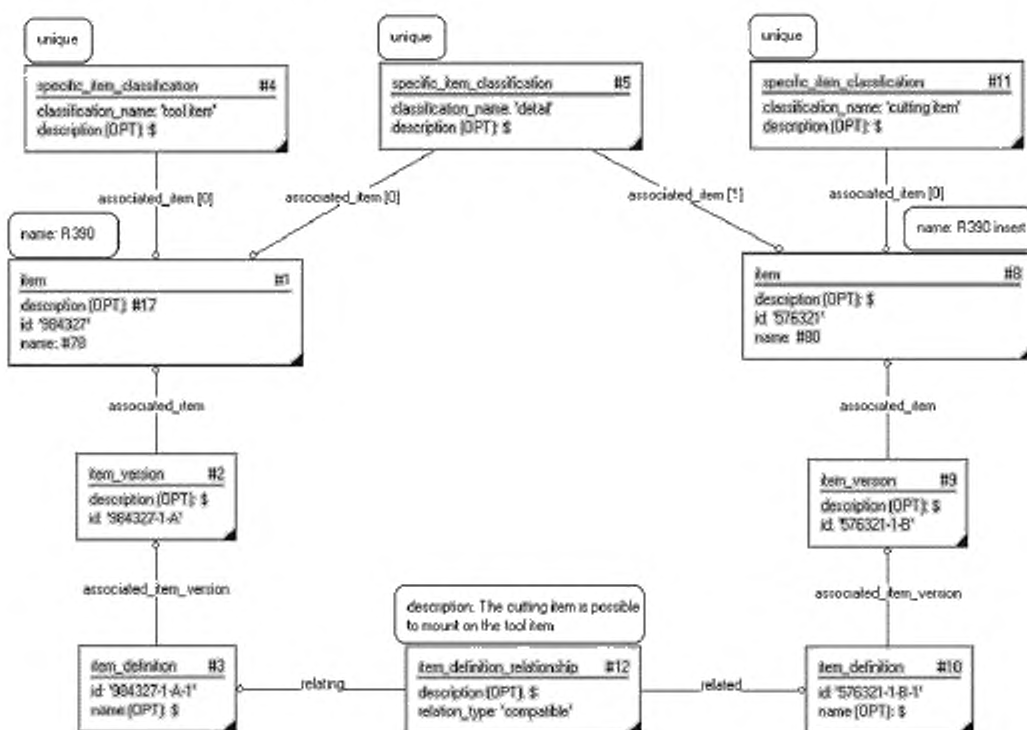 unique
specific_item_classification #4
classification_name: 'tool item'
description (OPT): $
unique
specific_item_classification #5
classification_name: 'detail'
description (OPT): $
unique
specific_item_classification #11
classification_name: 'cutting item'
description (OPT): $
associated_item [0]
associated_item [0]
associated_item [1]
associated_item [0]
name: R390
item #1
description (OPT): #17
id: '984327'
name: #78
name: R390 insert
item #8
description (OPT): $
id: '576321'
name: #80
associated_item
associated_item
item_version #2
description (OPT): $
id: '984327-1-A'
item_version #9
description (OPT): $
id: '576321-1-B'
associated_item_version
associated_item_version
item_definition #3
id: '984327-1-A-1'
name (OPT): $
relating
description: The cutting item is possible
to mount on the tool item
item_definition_relationship #12
description (OPT): $
relation_type: 'compatible'
related
item_definition #10
id: '576321-1-B-1'
name (OPT): $